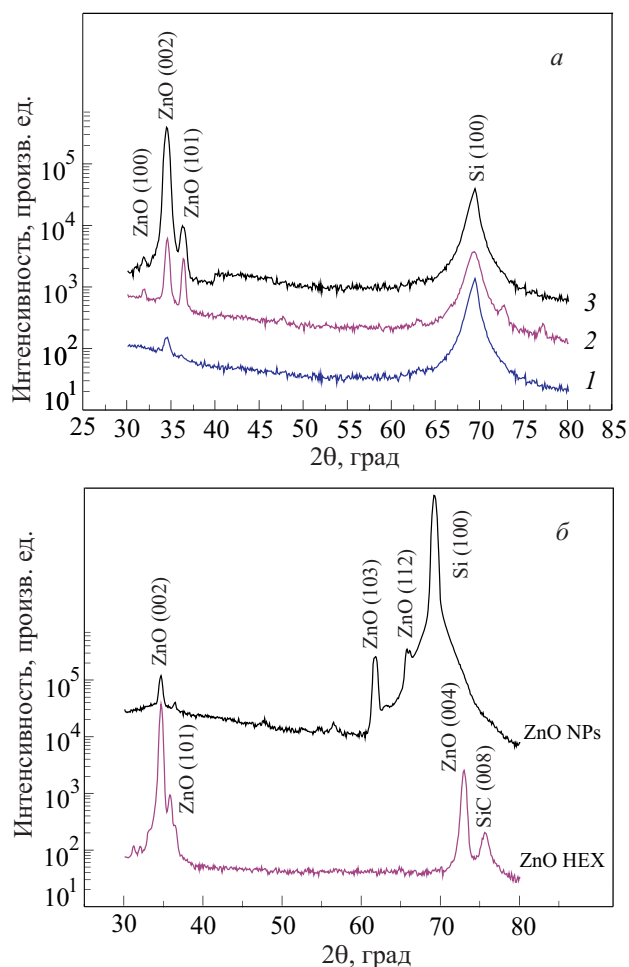 а
Интенсивность, произв. ед.
10^5
10^4
10^3
10^2
10^1
ZnO (100)
ZnO (002)
ZnO (101)
Si (100)
3
2
1
25 30 35 40 45 50 55 60 65 70 75 80 85
2θ, град
б
Интенсивность, произв. ед.
10^5
10^4
10^3
10^2
10^1
ZnO (002)
ZnO (101)
ZnO (103)
ZnO (112)
Si (100)
ZnO (004)
SiC (008)
ZnO NPs
ZnO HEX
30 40 50 60 70 80
2θ, град